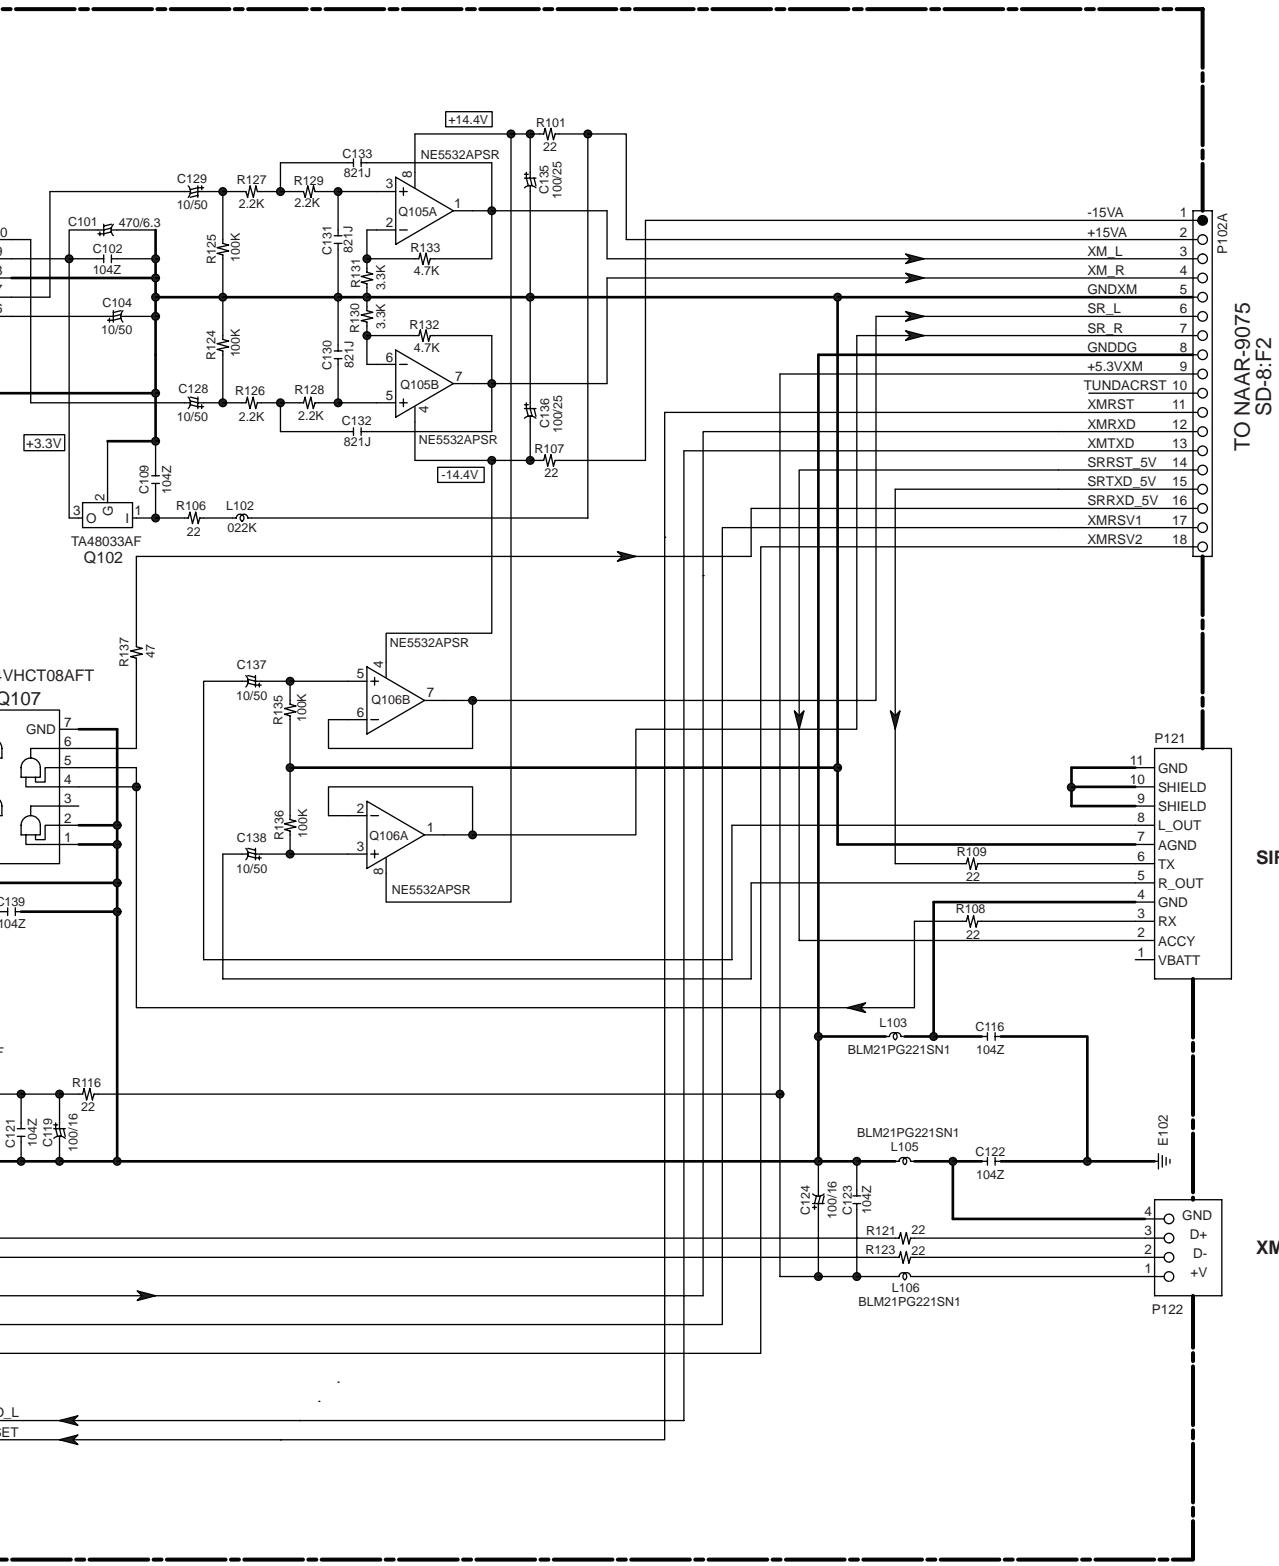 +14.4V
R101
22
C133
821J
NE5532APSR
C135
100/25
C129
10/50
R127
2.2K
R129
2.2K
8
3
+
1
Q105A
2
−
C101
470/6.3
C102
104Z
R125
100K
C131
821J
R133
4.7K
R131
3.3K
C104
10/50
R130
3.3K
R124
100K
C130
821J
R132
4.7K
6
−
7
Q105B
5
+
4
C128
10/50
R126
2.2K
R128
2.2K
C132
821J
NE5532APSR
C136
100/25
R107
22
-14.4V
+3.3V
C109
104Z
2
3
O
G
I
1
R106
22
L102
022K
TA48033AF
Q102
-15VA 1
+15VA 2
XM_L 3
XM_R 4
GNDXM 5
SR_L 6
SR_R 7
GNDDG 8
+5.3VXM 9
TUNDACRST 10
XMRST 11
XMRXD 12
XMTXD 13
SRRST_5V 14
SRTXD_5V 15
SRRXD_5V 16
XMRSV1 17
XMRSV2 18
P102A
TO NAAR-9075
SD-8:F2
R137
47
VHCT08AFT
Q107
GND 7
6
5
4
3
2
1
NE5532APSR
C137
10/50
4
5
+
7
Q106B
6
−
R135
100K
R136
100K
2
−
1
Q106A
3
+
8
C138
10/50
NE5532APSR
P121
11 GND
10 SHIELD
9 SHIELD
8 L_OUT
7 AGND
6 TX
5 R_OUT
4 GND
3 RX
2 ACCY
1 VBATT
R109
22
R108
22
C139
104Z
L103
BLM21PG221SN1
C116
104Z
R116
22
C121
104Z
C119
100/16
BLM21PG221SN1
L105
C122
104Z
E102
C124
100/16
C123
104Z
R121 22
R123 22
L106
BLM21PG221SN1
4 GND
3 D+
2 D-
1 +V
P122
XM